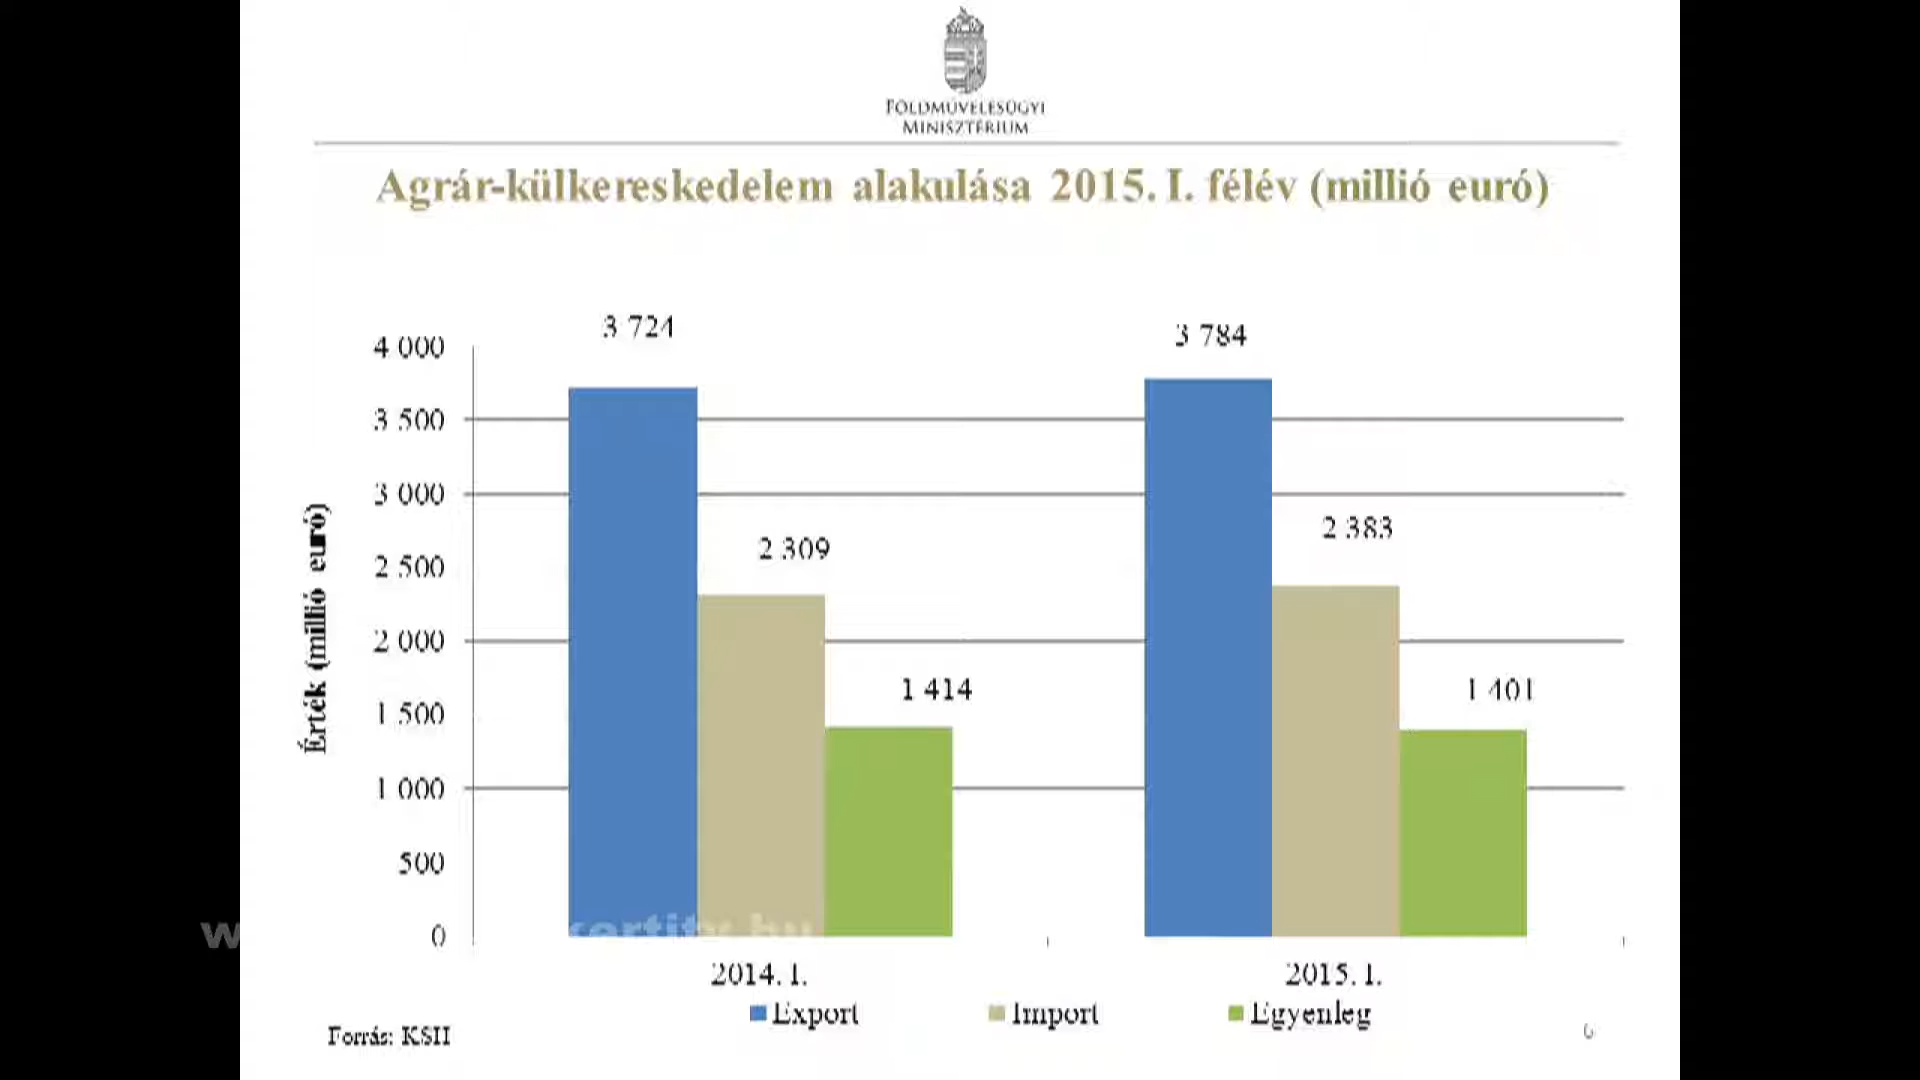 FÖLDMŰVELÉSÜGYI
MINISZTÉRIUM
Agrár-külkereskedelem alakulása 2015. I. félév (millió euró)
Érték (millió euró)
4 000
3 500
3 000
2 500
2 000
1 500
1 000
500
0
3 724
2 309
1 414
3 784
2 383
1 401
2014. I.
2015. I.
Export
Import
Egyenleg
Forrás: KSH
6